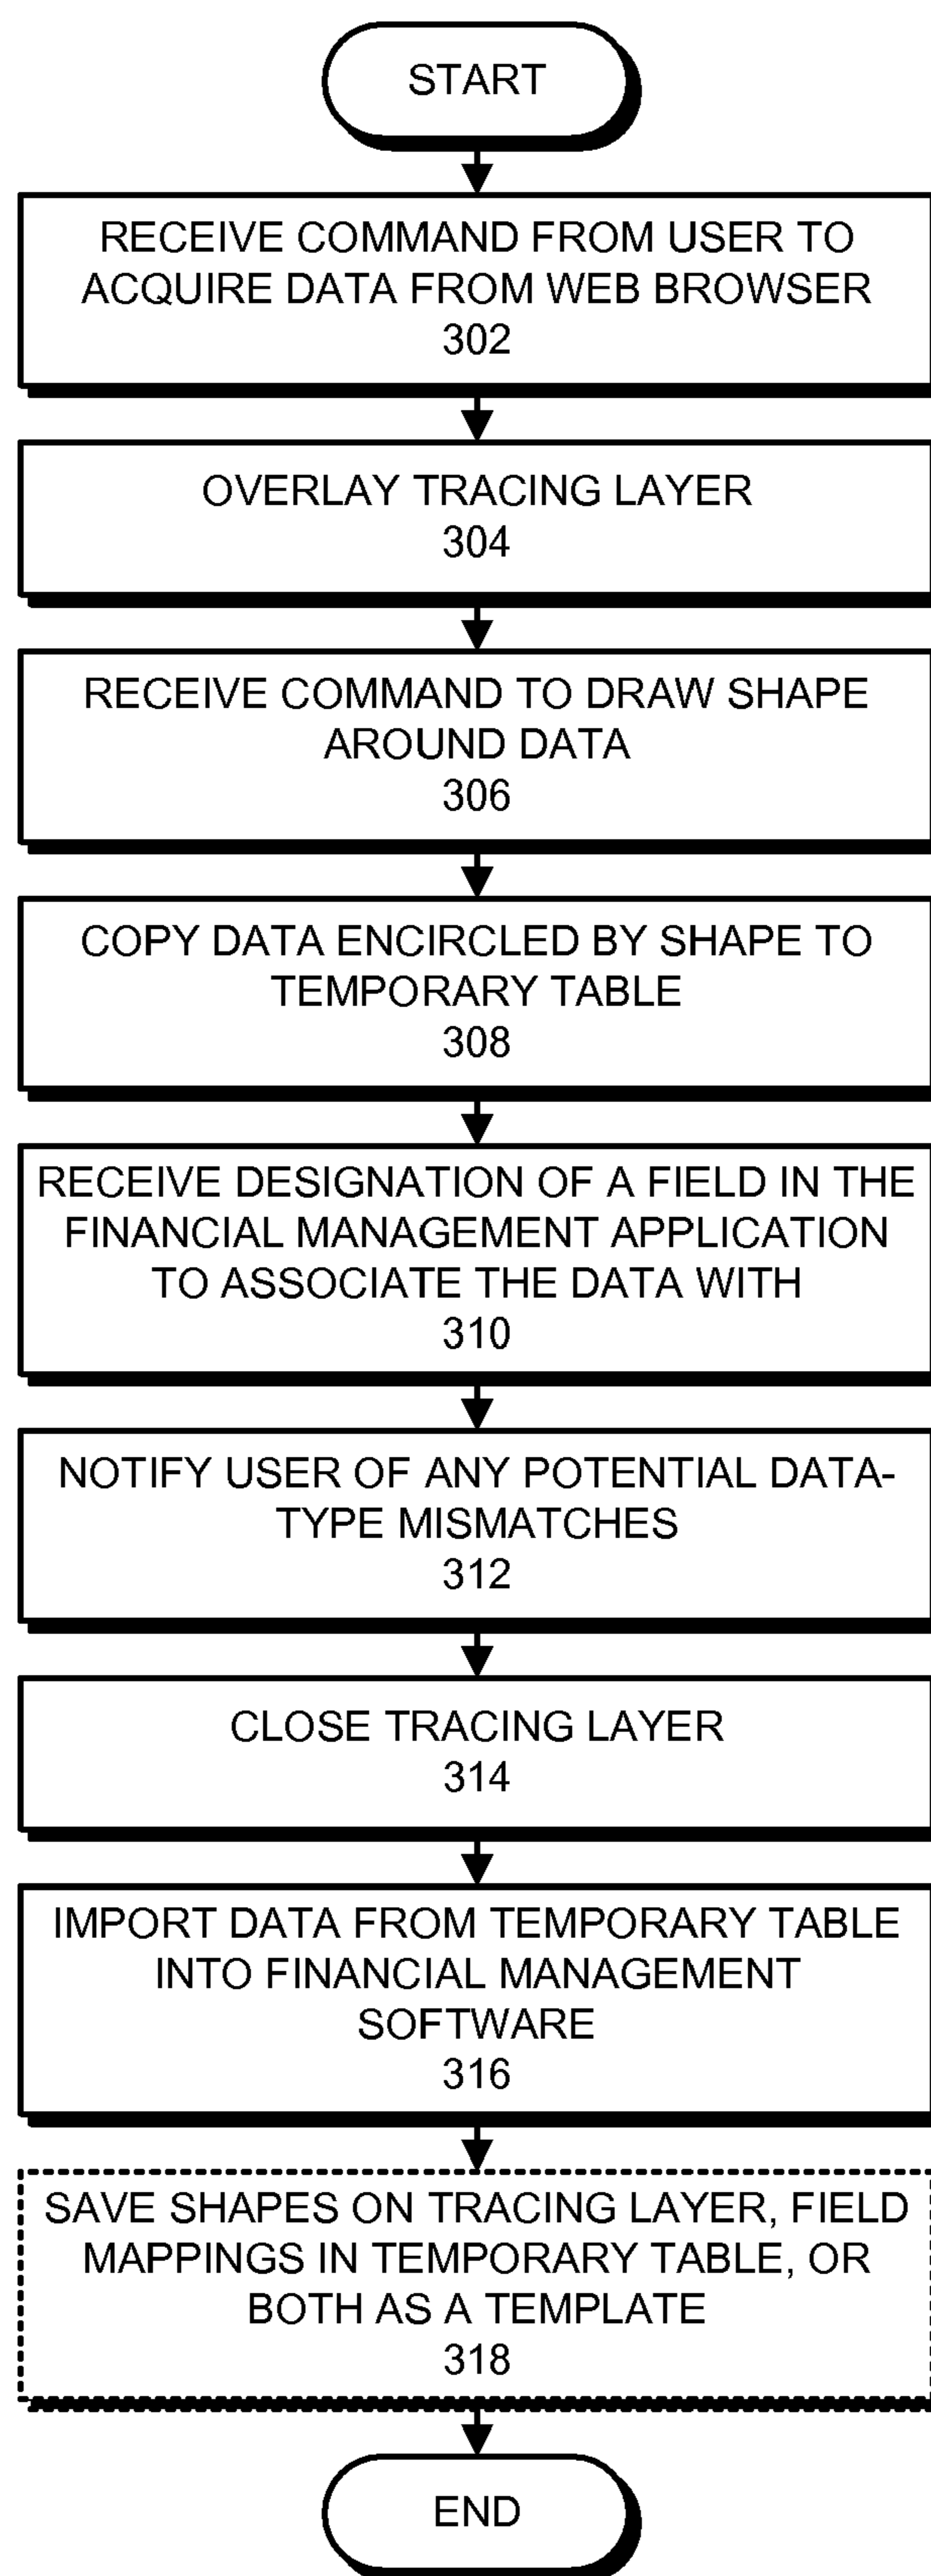 START
RECEIVE COMMAND FROM USER TO
ACQUIRE DATA FROM WEB BROWSER
302
OVERLAY TRACING LAYER
304
RECEIVE COMMAND TO DRAW SHAPE
AROUND DATA
306
COPY DATA ENCIRCLED BY SHAPE TO
TEMPORARY TABLE
308
RECEIVE DESIGNATION OF A FIELD IN THE
FINANCIAL MANAGEMENT APPLICATION
TO ASSOCIATE THE DATA WITH
310
NOTIFY USER OF ANY POTENTIAL DATA-
TYPE MISMATCHES
312
CLOSE TRACING LAYER
314
IMPORT DATA FROM TEMPORARY TABLE
INTO FINANCIAL MANAGEMENT
SOFTWARE
316
SAVE SHAPES ON TRACING LAYER, FIELD
MAPPINGS IN TEMPORARY TABLE, OR
BOTH AS A TEMPLATE
318
END